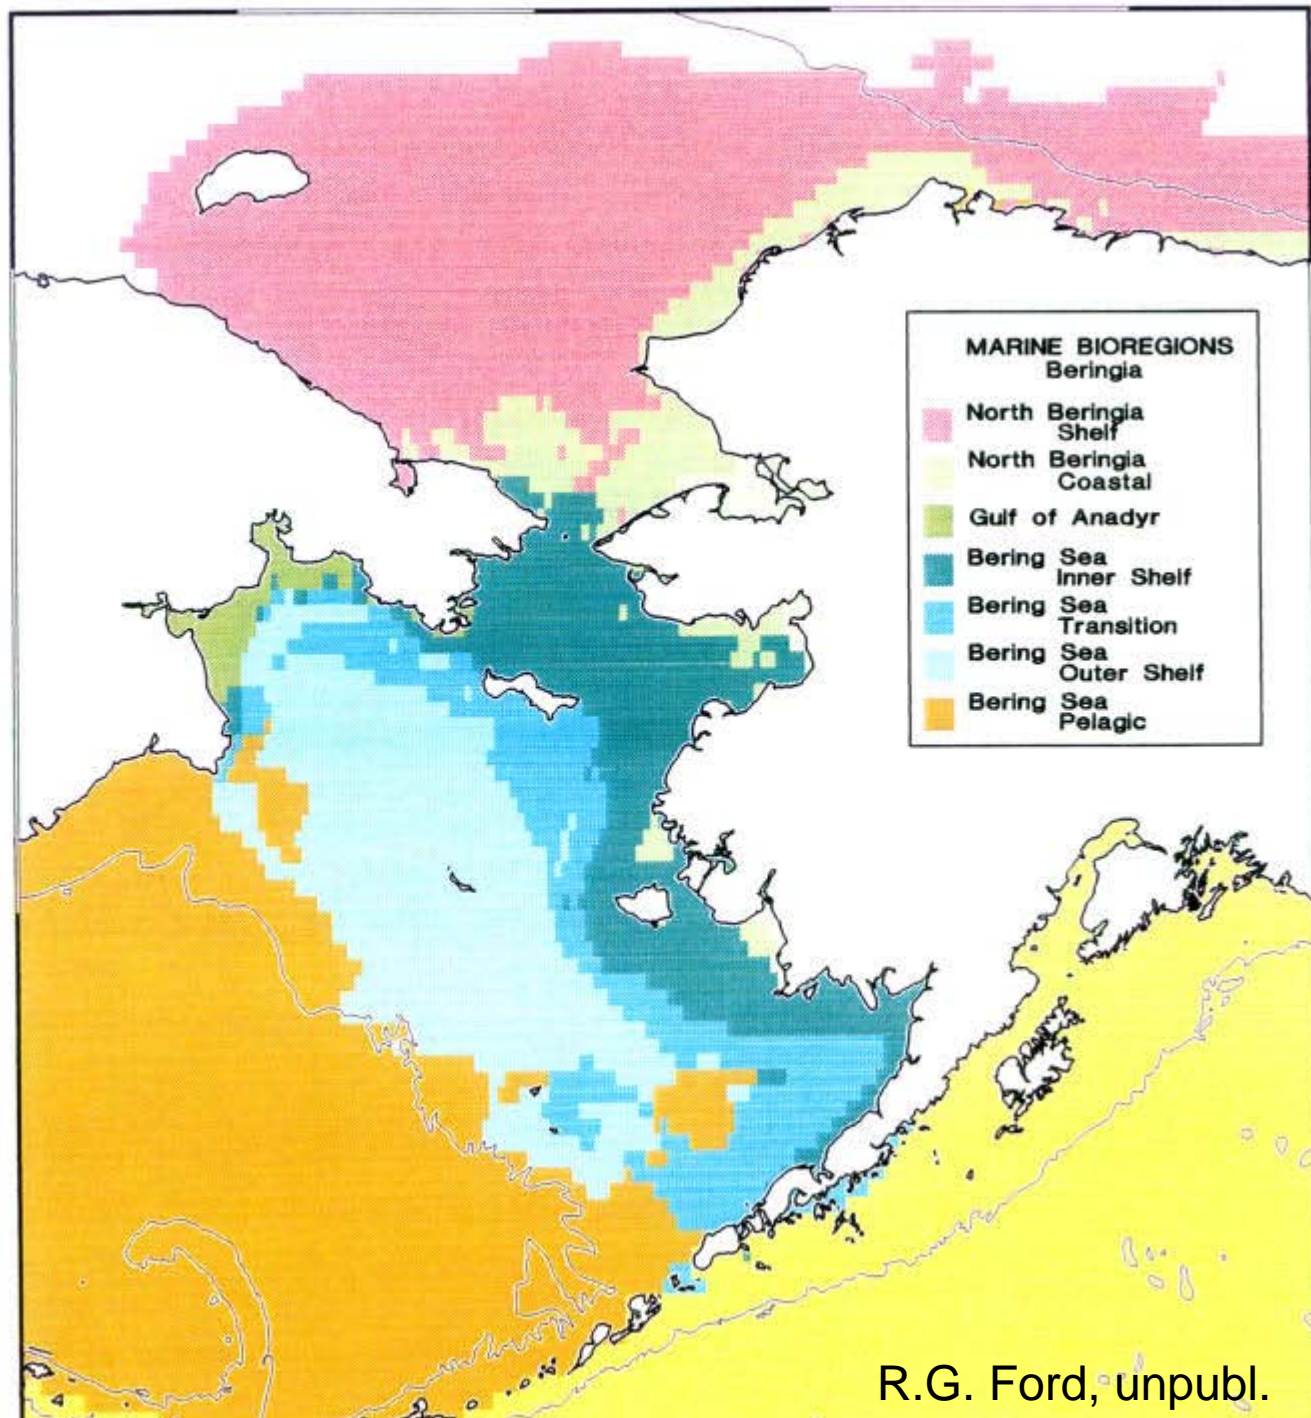 MARINE BIOREGIONS
Beringia
North Beringia
Shelf
North Beringia
Coastal
Gulf of Anadyr
Bering Sea
Inner Shelf
Bering Sea
Transition
Bering Sea
Outer Shelf
Bering Sea
Pelagic
R.G. Ford, unpubl.